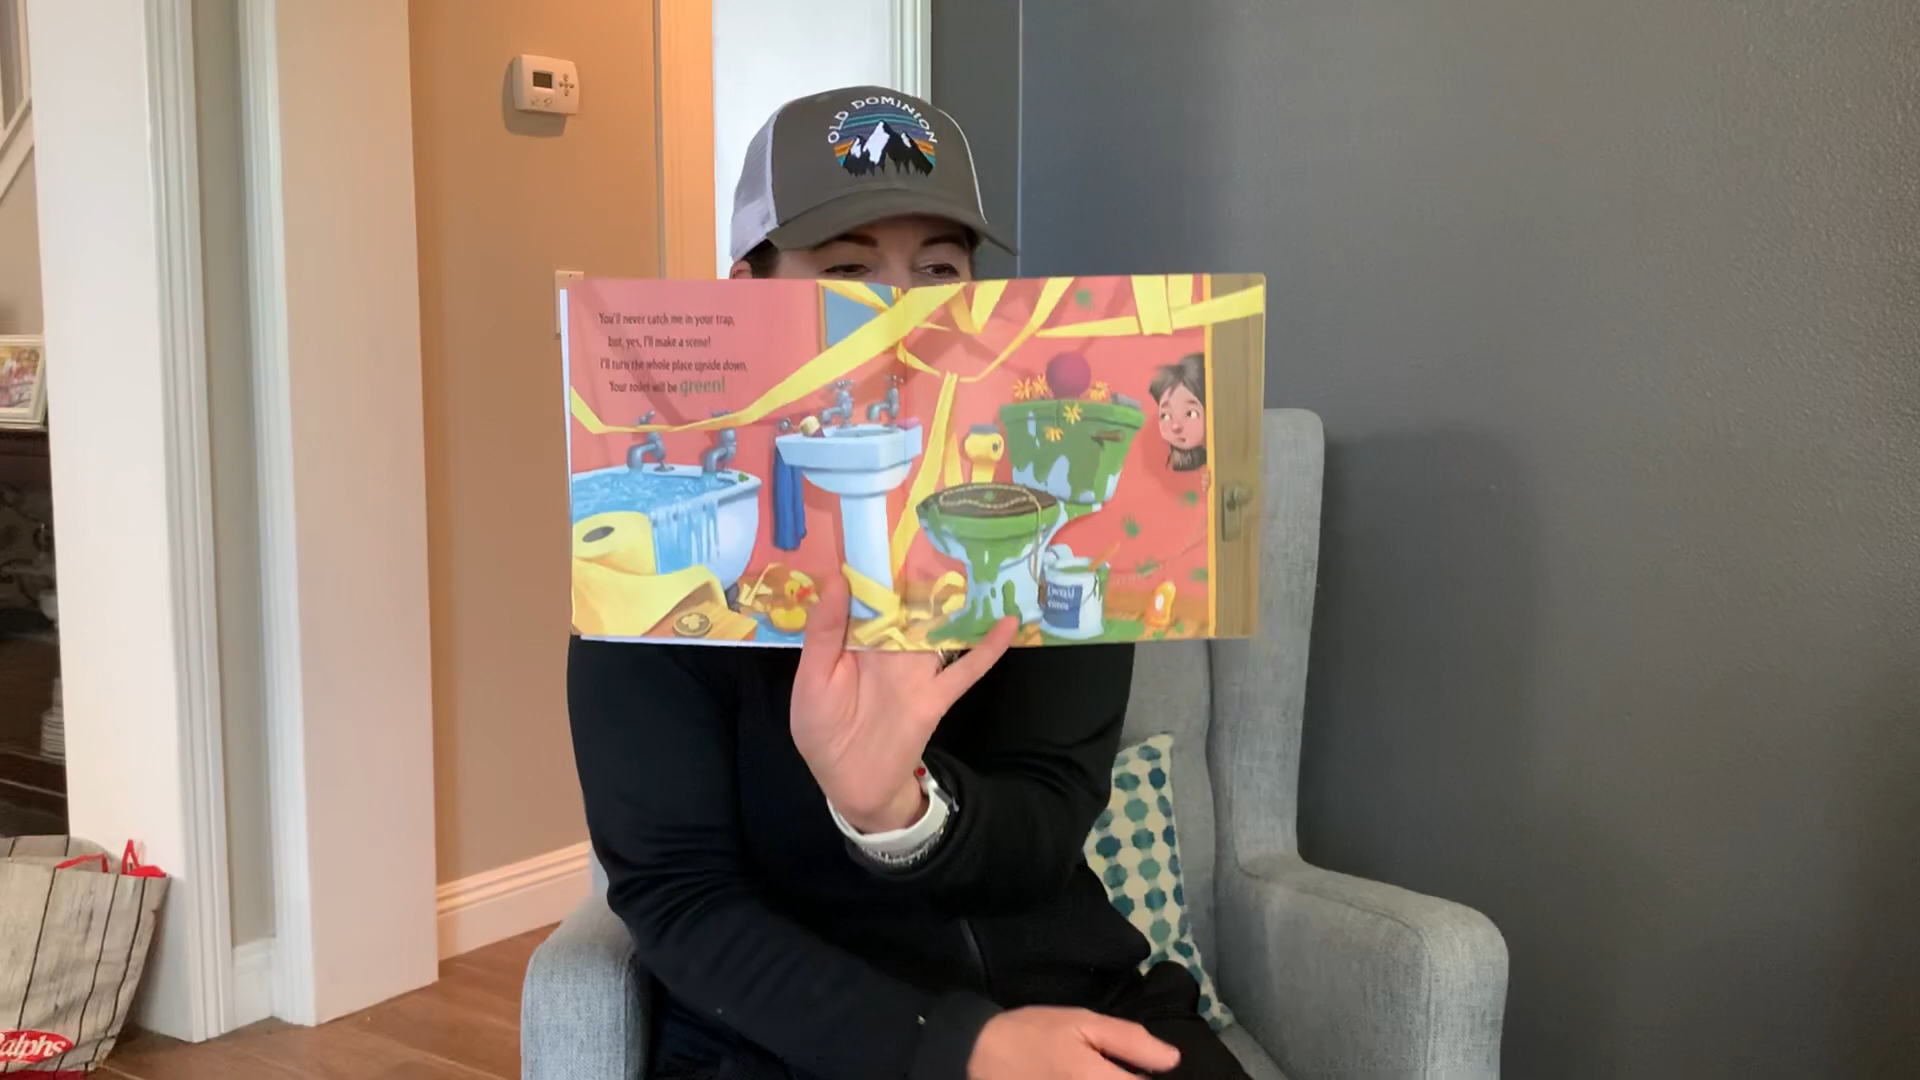 OLD DOMINION
You'll never catch me in your trap,
but, yes, I'll make a scene!
I'll turn the whole place upside down.
Your toilet will be green!
alphs